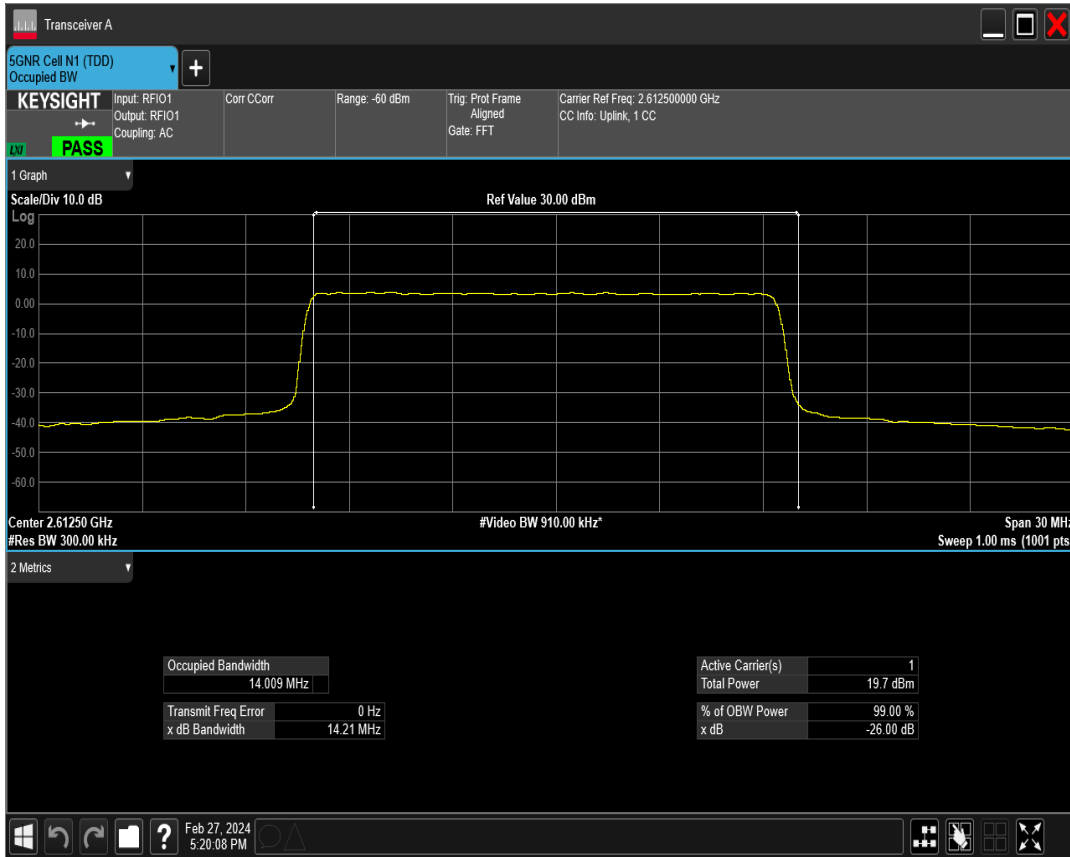 Transceiver A
5GNR Cell N1 (TDD)
Occupied BW
+
KEYSIGHT
LXI
PASS
Input: RFIO1
Output: RFIO1
Coupling: AC
Corr CCorr
Range: -60 dBm
Trig: Prot Frame
Aligned
Gate: FFT
Carrier Ref Freq: 2.612500000 GHz
CC Info: Uplink, 1 CC
1 Graph
Scale/Div 10.0 dB
Ref Value 30.00 dBm
Log
20.0
10.0
0.00
-10.0
-20.0
-30.0
-40.0
-50.0
-60.0
Center 2.61250 GHz
#Video BW 910.00 kHz*
Span 30 MHz
#Res BW 300.00 kHz
Sweep 1.00 ms (1001 pts
2 Metrics
Occupied Bandwidth
14.009 MHz
Transmit Freq Error 0 Hz
x dB Bandwidth 14.21 MHz
Active Carrier(s) 1
Total Power 19.7 dBm
% of OBW Power 99.00 %
x dB -26.00 dB
?
Feb 27, 2024
5:20:08 PM